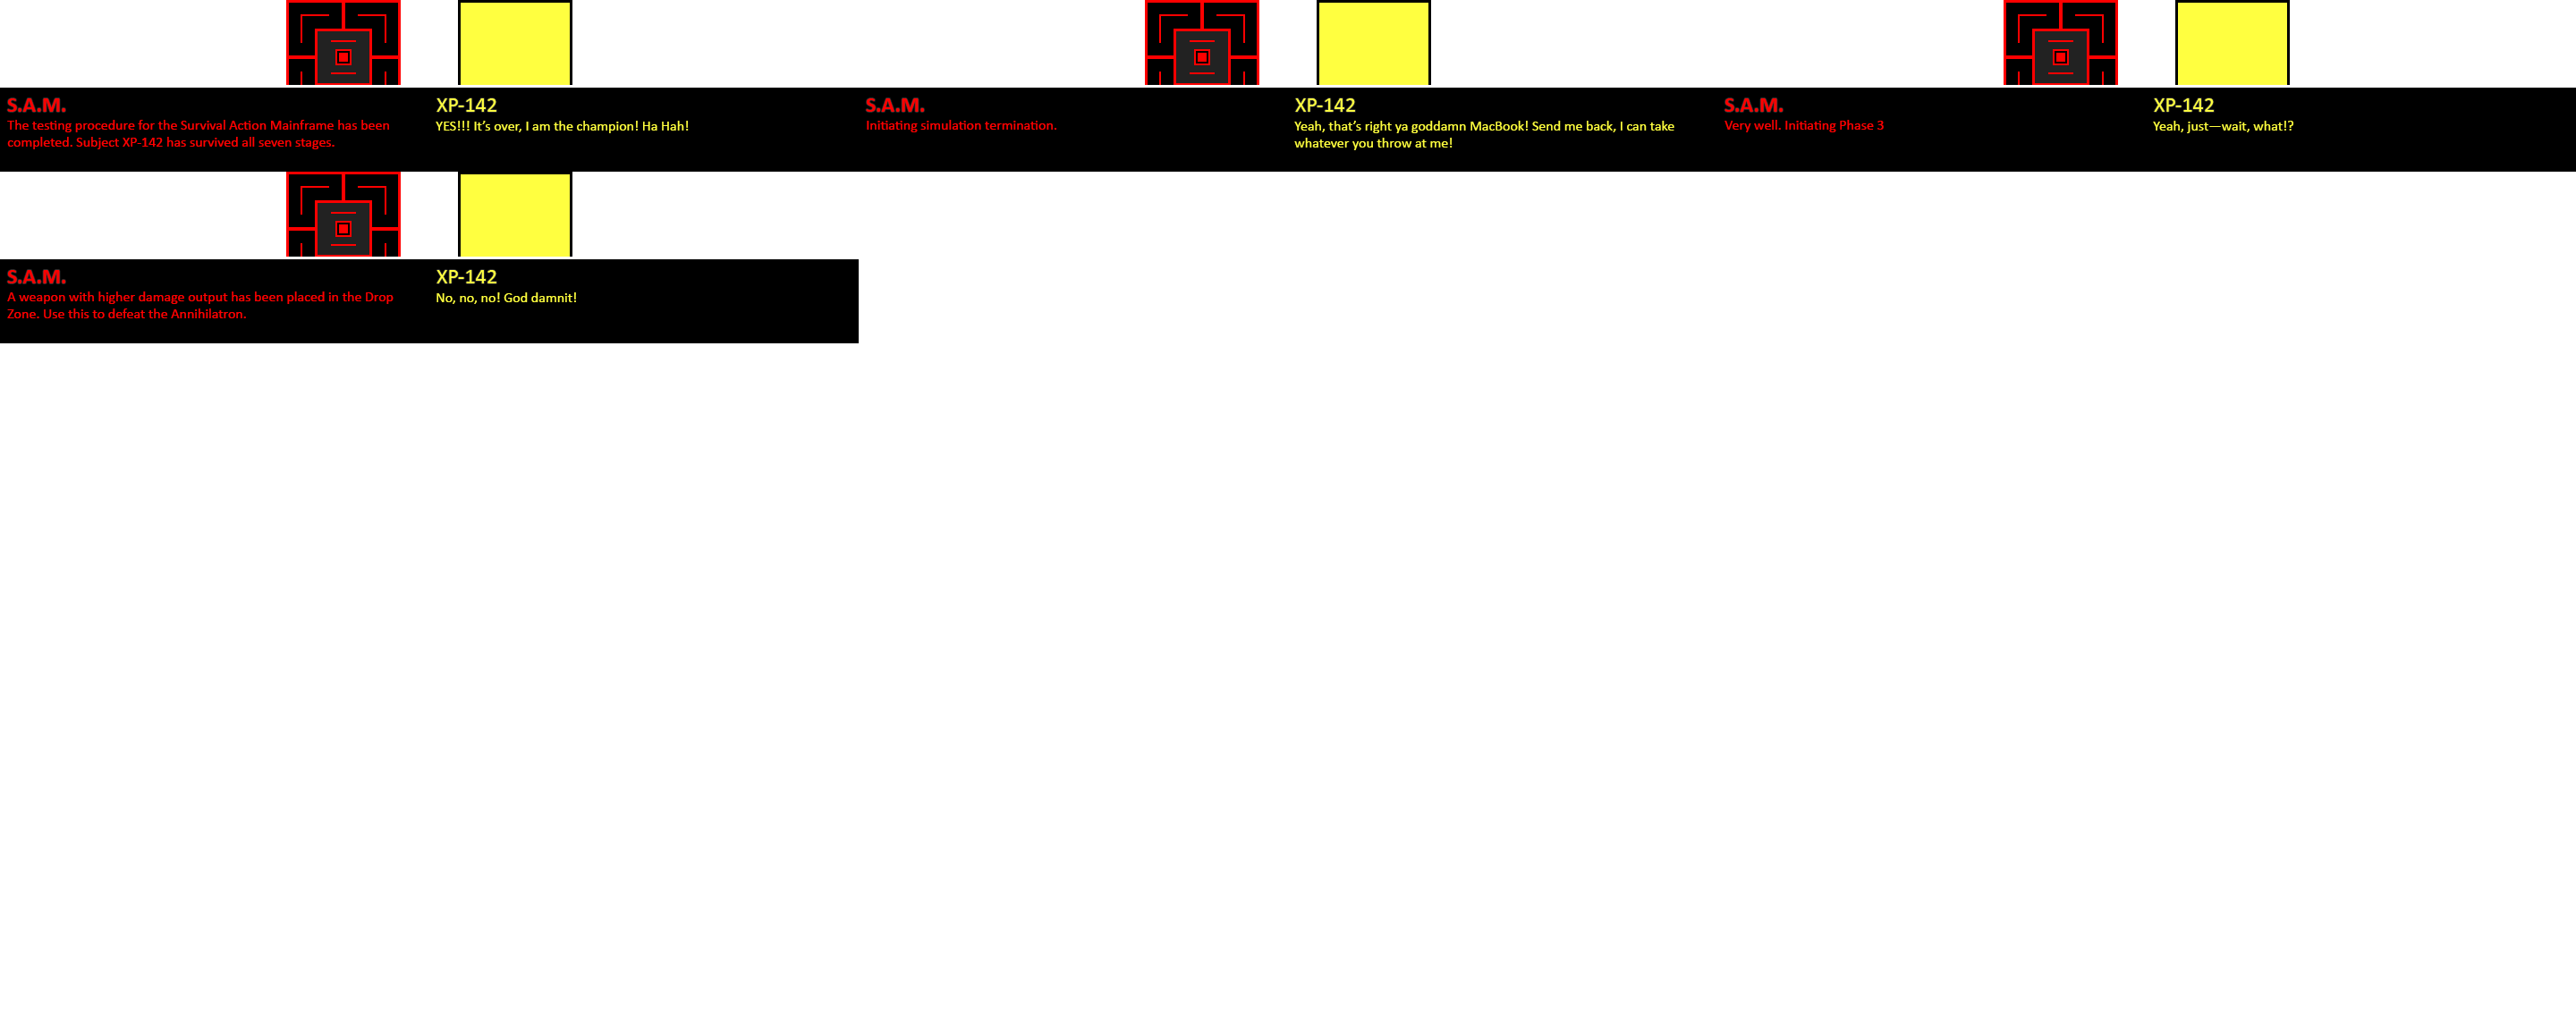 S.A.M.
The testing procedure for the Survival Action Mainframe has been
completed. Subject XP-142 has survived all seven stages.
XP-142
YES!!! It’s over, I am the champion! Ha Hah!
S.A.M.
Initiating simulation termination.
XP-142
Yeah, that’s right ya goddamn MacBook! Send me back, I can take
whatever you throw at me!
S.A.M.
Very well. Initiating Phase 3
XP-142
Yeah, just—wait, what!?
S.A.M.
A weapon with higher damage output has been placed in the Drop
Zone. Use this to defeat the Annihilatron.
XP-142
No, no, no! God damnit!